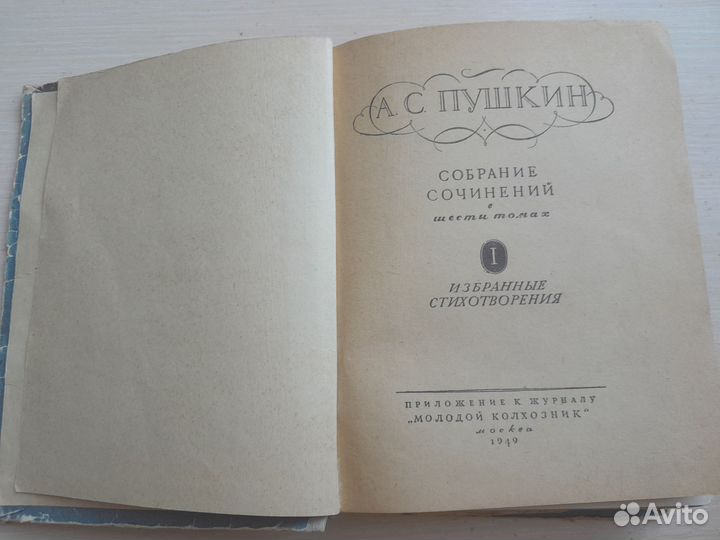 А. С. ПУШКИН
СОБРАНИЕ
СОЧИНЕНИЙ
в
шести томах
I
ИЗБРАННЫЕ
СТИХОТВОРЕНИЯ
ПРИЛОЖЕНИЕ К ЖУРНАЛУ
„МОЛОДОЙ КОЛХОЗНИК“
москва
1949
Avito